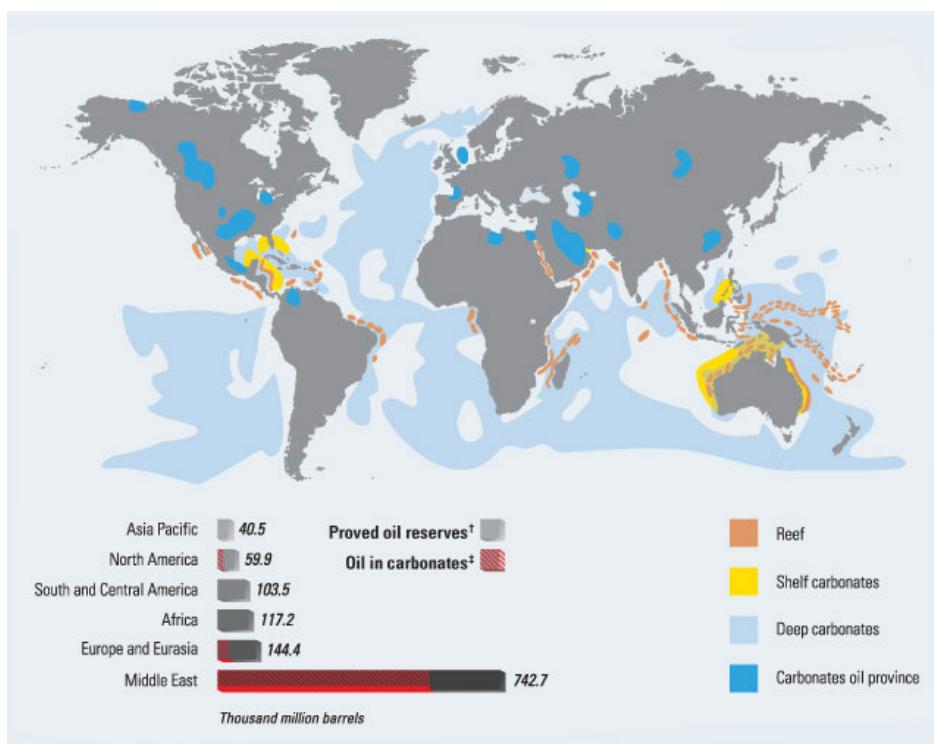 Asia Pacific 40.5
North America 59.9
South and Central America 103.5
Africa 117.2
Europe and Eurasia 144.4
Middle East 742.7
Thousand million barrels
Proved oil reserves†
Oil in carbonates‡
Reef
Shelf carbonates
Deep carbonates
Carbonates oil province